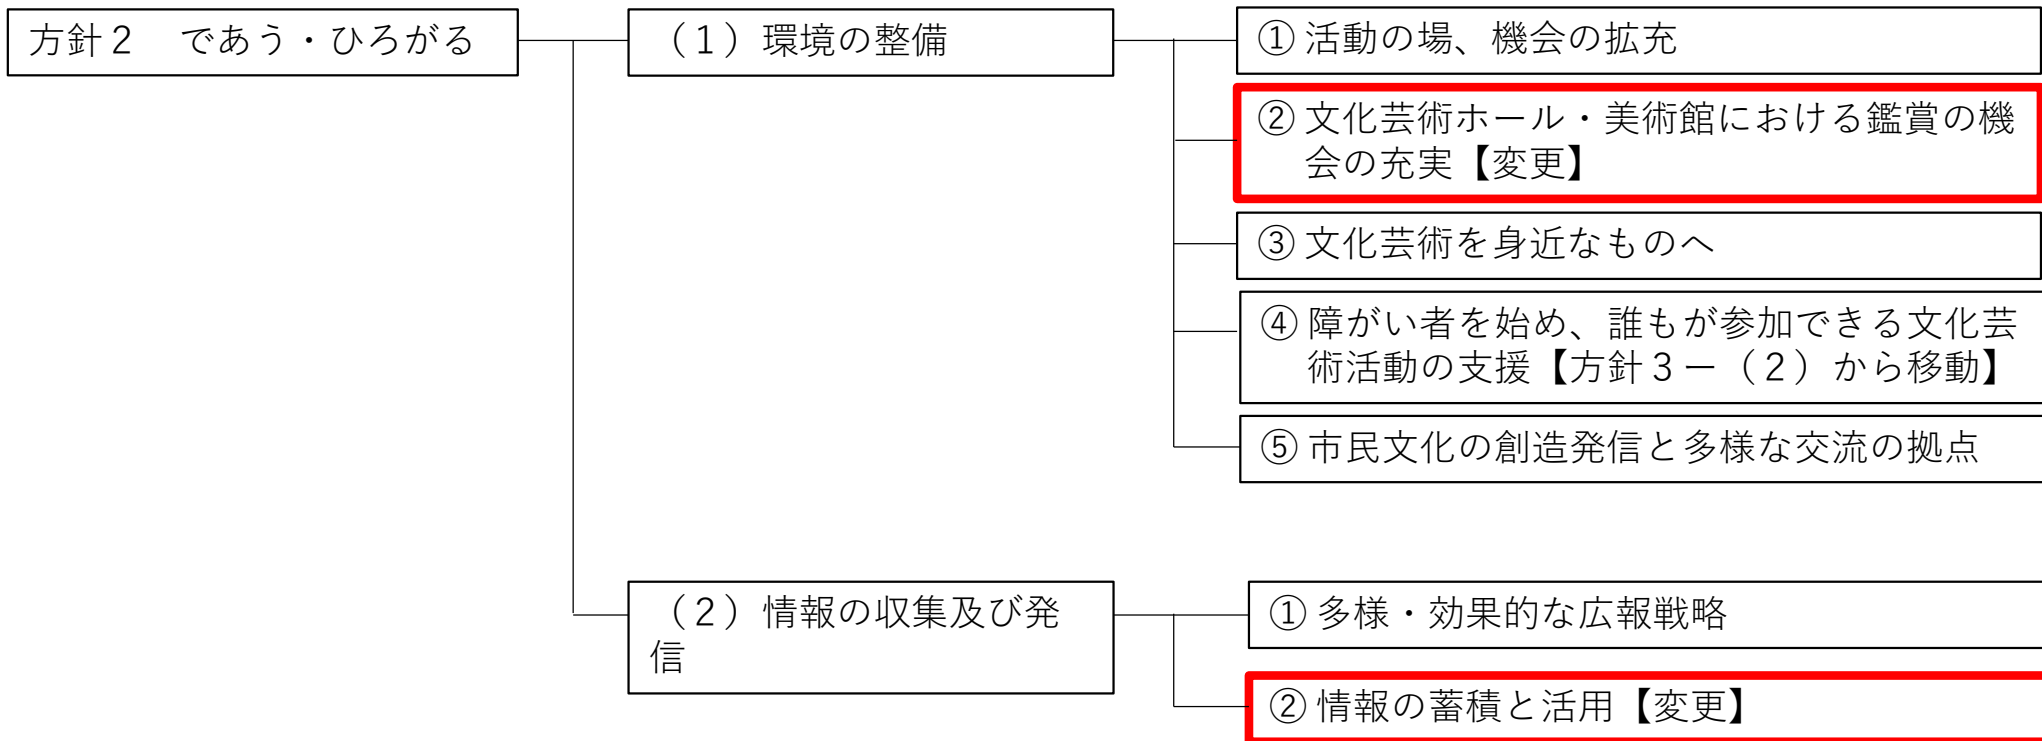 方針２　であう・ひろがる
（１）環境の整備
① 活動の場、機会の拡充
② 文化芸術ホール・美術館における鑑賞の機
会の充実【変更】
③ 文化芸術を身近なものへ
④ 障がい者を始め、誰もが参加できる文化芸
術活動の支援【方針３ー（２）から移動】
⑤ 市民文化の創造発信と多様な交流の拠点
（２）情報の収集及び発
信
① 多様・効果的な広報戦略
② 情報の蓄積と活用【変更】